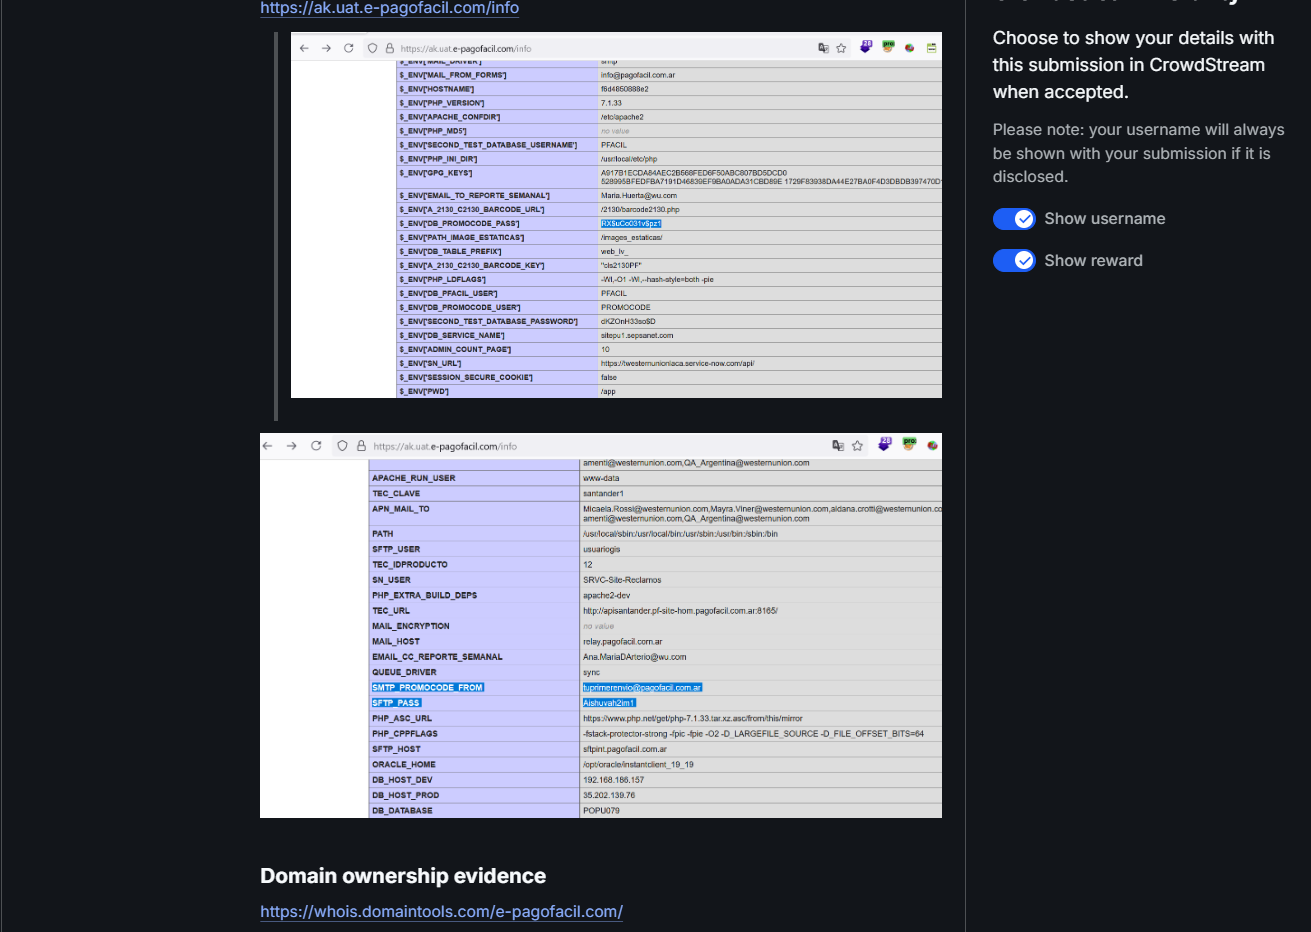 https://ak.uat.e-pagofacil.com/info
https://ak.uat.e-pagofacil.com/info
$_ENV['MAIL_DRIVER'] smtp
$_ENV['MAIL_FROM_FORMS'] info@pagofacil.com.ar
$_ENV['HOSTNAME'] f6d4850888e2
$_ENV['PHP_VERSION'] 7.1.33
$_ENV['APACHE_CONFDIR'] /etc/apache2
$_ENV['PHP_MD5'] no value
$_ENV['SECOND_TEST_DATABASE_USERNAME'] PFACIL
$_ENV['PHP_INI_DIR'] /usr/local/etc/php
$_ENV['GPG_KEYS'] A917B1ECDA84AEC2B568FED6F50ABC807BD5DCD0
528995BFEDFBA7191D46839EF9BA0ADA31CBD89E 1729F83938DA44E27BA0F4D3DBDB397470D1
$_ENV['EMAIL_TO_REPORTE_SEMANAL'] Maria.Huerta@wu.com
$_ENV['A_2130_C2130_BARCODE_URL'] /2130/barcode2130.php
$_ENV['DB_PROMOCODE_PASS'] RX$uCo031v$pz1
$_ENV['PATH_IMAGE_ESTATICAS'] /images_estaticas/
$_ENV['DB_TABLE_PREFIX'] web_lv_
$_ENV['A_2130_C2130_BARCODE_KEY'] "cls2130PF"
$_ENV['PHP_LDFLAGS'] -Wl,-O1 -Wl,--hash-style=both -pie
$_ENV['DB_PFACIL_USER'] PFACIL
$_ENV['DB_PROMOCODE_USER'] PROMOCODE
$_ENV['SECOND_TEST_DATABASE_PASSWORD'] dKZOnH33so$D
$_ENV['DB_SERVICE_NAME'] sitepu1.sepsanet.com
$_ENV['ADMIN_COUNT_PAGE'] 10
$_ENV['SN_URL'] https://westernunionlaca.service-now.com/api/
$_ENV['SESSION_SECURE_COOKIE'] false
$_ENV['PWD'] /app
https://ak.uat.e-pagofacil.com/info
amenti@westernunion.com,QA_Argentina@westernunion.com
APACHE_RUN_USER www-data
TEC_CLAVE santander1
APN_MAIL_TO Micaela.Rossi@westernunion.com,Mayra.Viner@westernunion.com,aldana.crotti@westernunion.co
amenti@westernunion.com,QA_Argentina@westernunion.com
PATH /usr/local/sbin:/usr/local/bin:/usr/sbin:/usr/bin:/sbin:/bin
SFTP_USER usuariogis
TEC_IDPRODUCTO 12
SN_USER SRVC-Site-Reclamos
PHP_EXTRA_BUILD_DEPS apache2-dev
TEC_URL http://apisantander.pf-site-hom.pagofacil.com.ar:8165/
MAIL_ENCRYPTION no value
MAIL_HOST relay.pagofacil.com.ar
EMAIL_CC_REPORTE_SEMANAL Ana.MariaDArterio@wu.com
QUEUE_DRIVER sync
SMTP_PROMOCODE_FROM tuprimerenvio@pagofacil.com.ar
SFTP_PASS Aishuvah2im1
PHP_ASC_URL https://www.php.net/get/php-7.1.33.tar.xz.asc/from/this/mirror
PHP_CPPFLAGS -fstack-protector-strong -fpic -fpie -O2 -D_LARGEFILE_SOURCE -D_FILE_OFFSET_BITS=64
SFTP_HOST sftpint.pagofacil.com.ar
ORACLE_HOME /opt/oracle/instantclient_19_19
DB_HOST_DEV 192.168.186.157
DB_HOST_PROD 35.202.139.76
DB_DATABASE POPU079
Domain ownership evidence
https://whois.domaintools.com/e-pagofacil.com/
Choose to show your details with
this submission in CrowdStream
when accepted.
Please note: your username will always
be shown with your submission if it is
disclosed.
Show username
Show reward